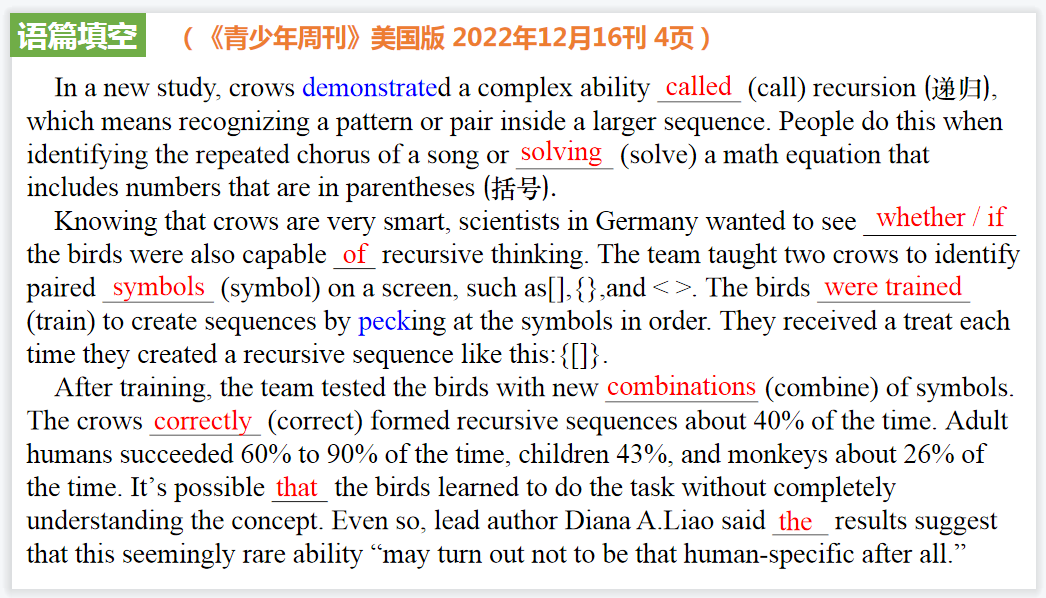 语篇填空 （《青少年周刊》美国版 2022年12月16刊 4页）
In a new study, crows demonstrated a complex ability called (call) recursion (递归),
which means recognizing a pattern or pair inside a larger sequence. People do this when
identifying the repeated chorus of a song or solving (solve) a math equation that
includes numbers that are in parentheses (括号).
Knowing that crows are very smart, scientists in Germany wanted to see whether / if
the birds were also capable of recursive thinking. The team taught two crows to identify
paired symbols (symbol) on a screen, such as[],{},and < >. The birds were trained
(train) to create sequences by pecking at the symbols in order. They received a treat each
time they created a recursive sequence like this:{[]}.
After training, the team tested the birds with new combinations (combine) of symbols.
The crows correctly (correct) formed recursive sequences about 40% of the time. Adult
humans succeeded 60% to 90% of the time, children 43%, and monkeys about 26% of
the time. It’s possible that the birds learned to do the task without completely
understanding the concept. Even so, lead author Diana A.Liao said the results suggest
that this seemingly rare ability “may turn out not to be that human-specific after all.”